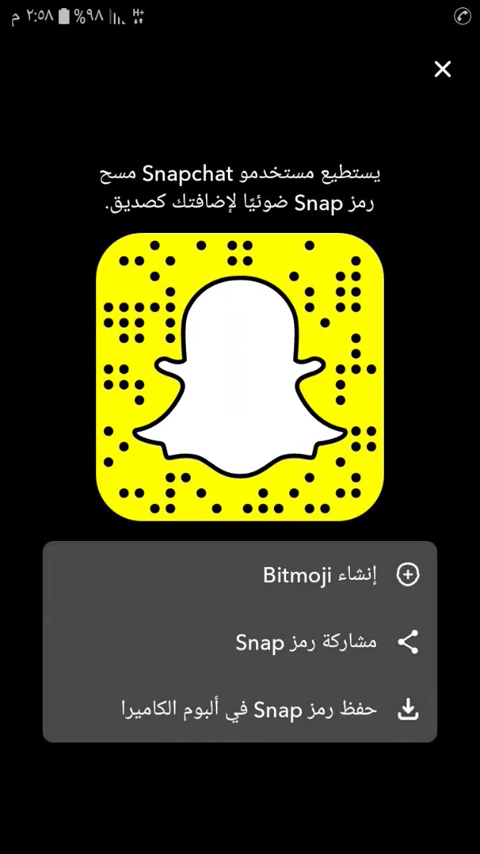 م ٢:٥٨ %٩٨ H+
يستطيع مستخدمو Snapchat مسح
رمز Snap ضوئيًا لإضافتك كصديق.
إنشاء Bitmoji
مشاركة رمز Snap
حفظ رمز Snap في ألبوم الكاميرا